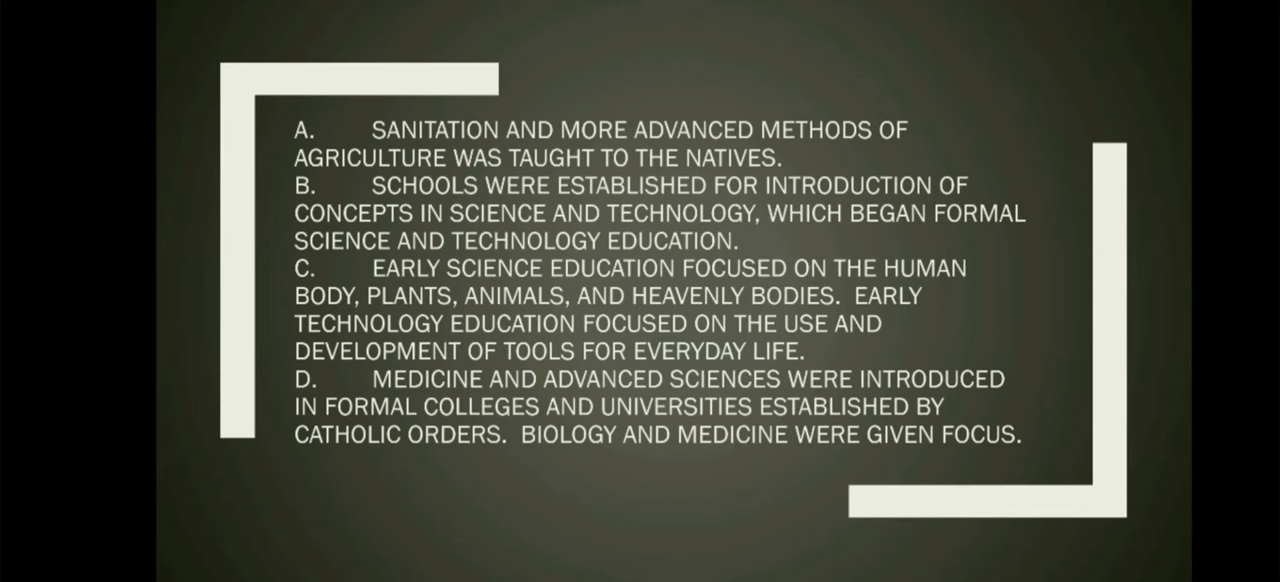 A. SANITATION AND MORE ADVANCED METHODS OF
AGRICULTURE WAS TAUGHT TO THE NATIVES.
B. SCHOOLS WERE ESTABLISHED FOR INTRODUCTION OF
CONCEPTS IN SCIENCE AND TECHNOLOGY, WHICH BEGAN FORMAL
SCIENCE AND TECHNOLOGY EDUCATION.
C. EARLY SCIENCE EDUCATION FOCUSED ON THE HUMAN
BODY, PLANTS, ANIMALS, AND HEAVENLY BODIES. EARLY
TECHNOLOGY EDUCATION FOCUSED ON THE USE AND
DEVELOPMENT OF TOOLS FOR EVERYDAY LIFE.
D. MEDICINE AND ADVANCED SCIENCES WERE INTRODUCED
IN FORMAL COLLEGES AND UNIVERSITIES ESTABLISHED BY
CATHOLIC ORDERS. BIOLOGY AND MEDICINE WERE GIVEN FOCUS.